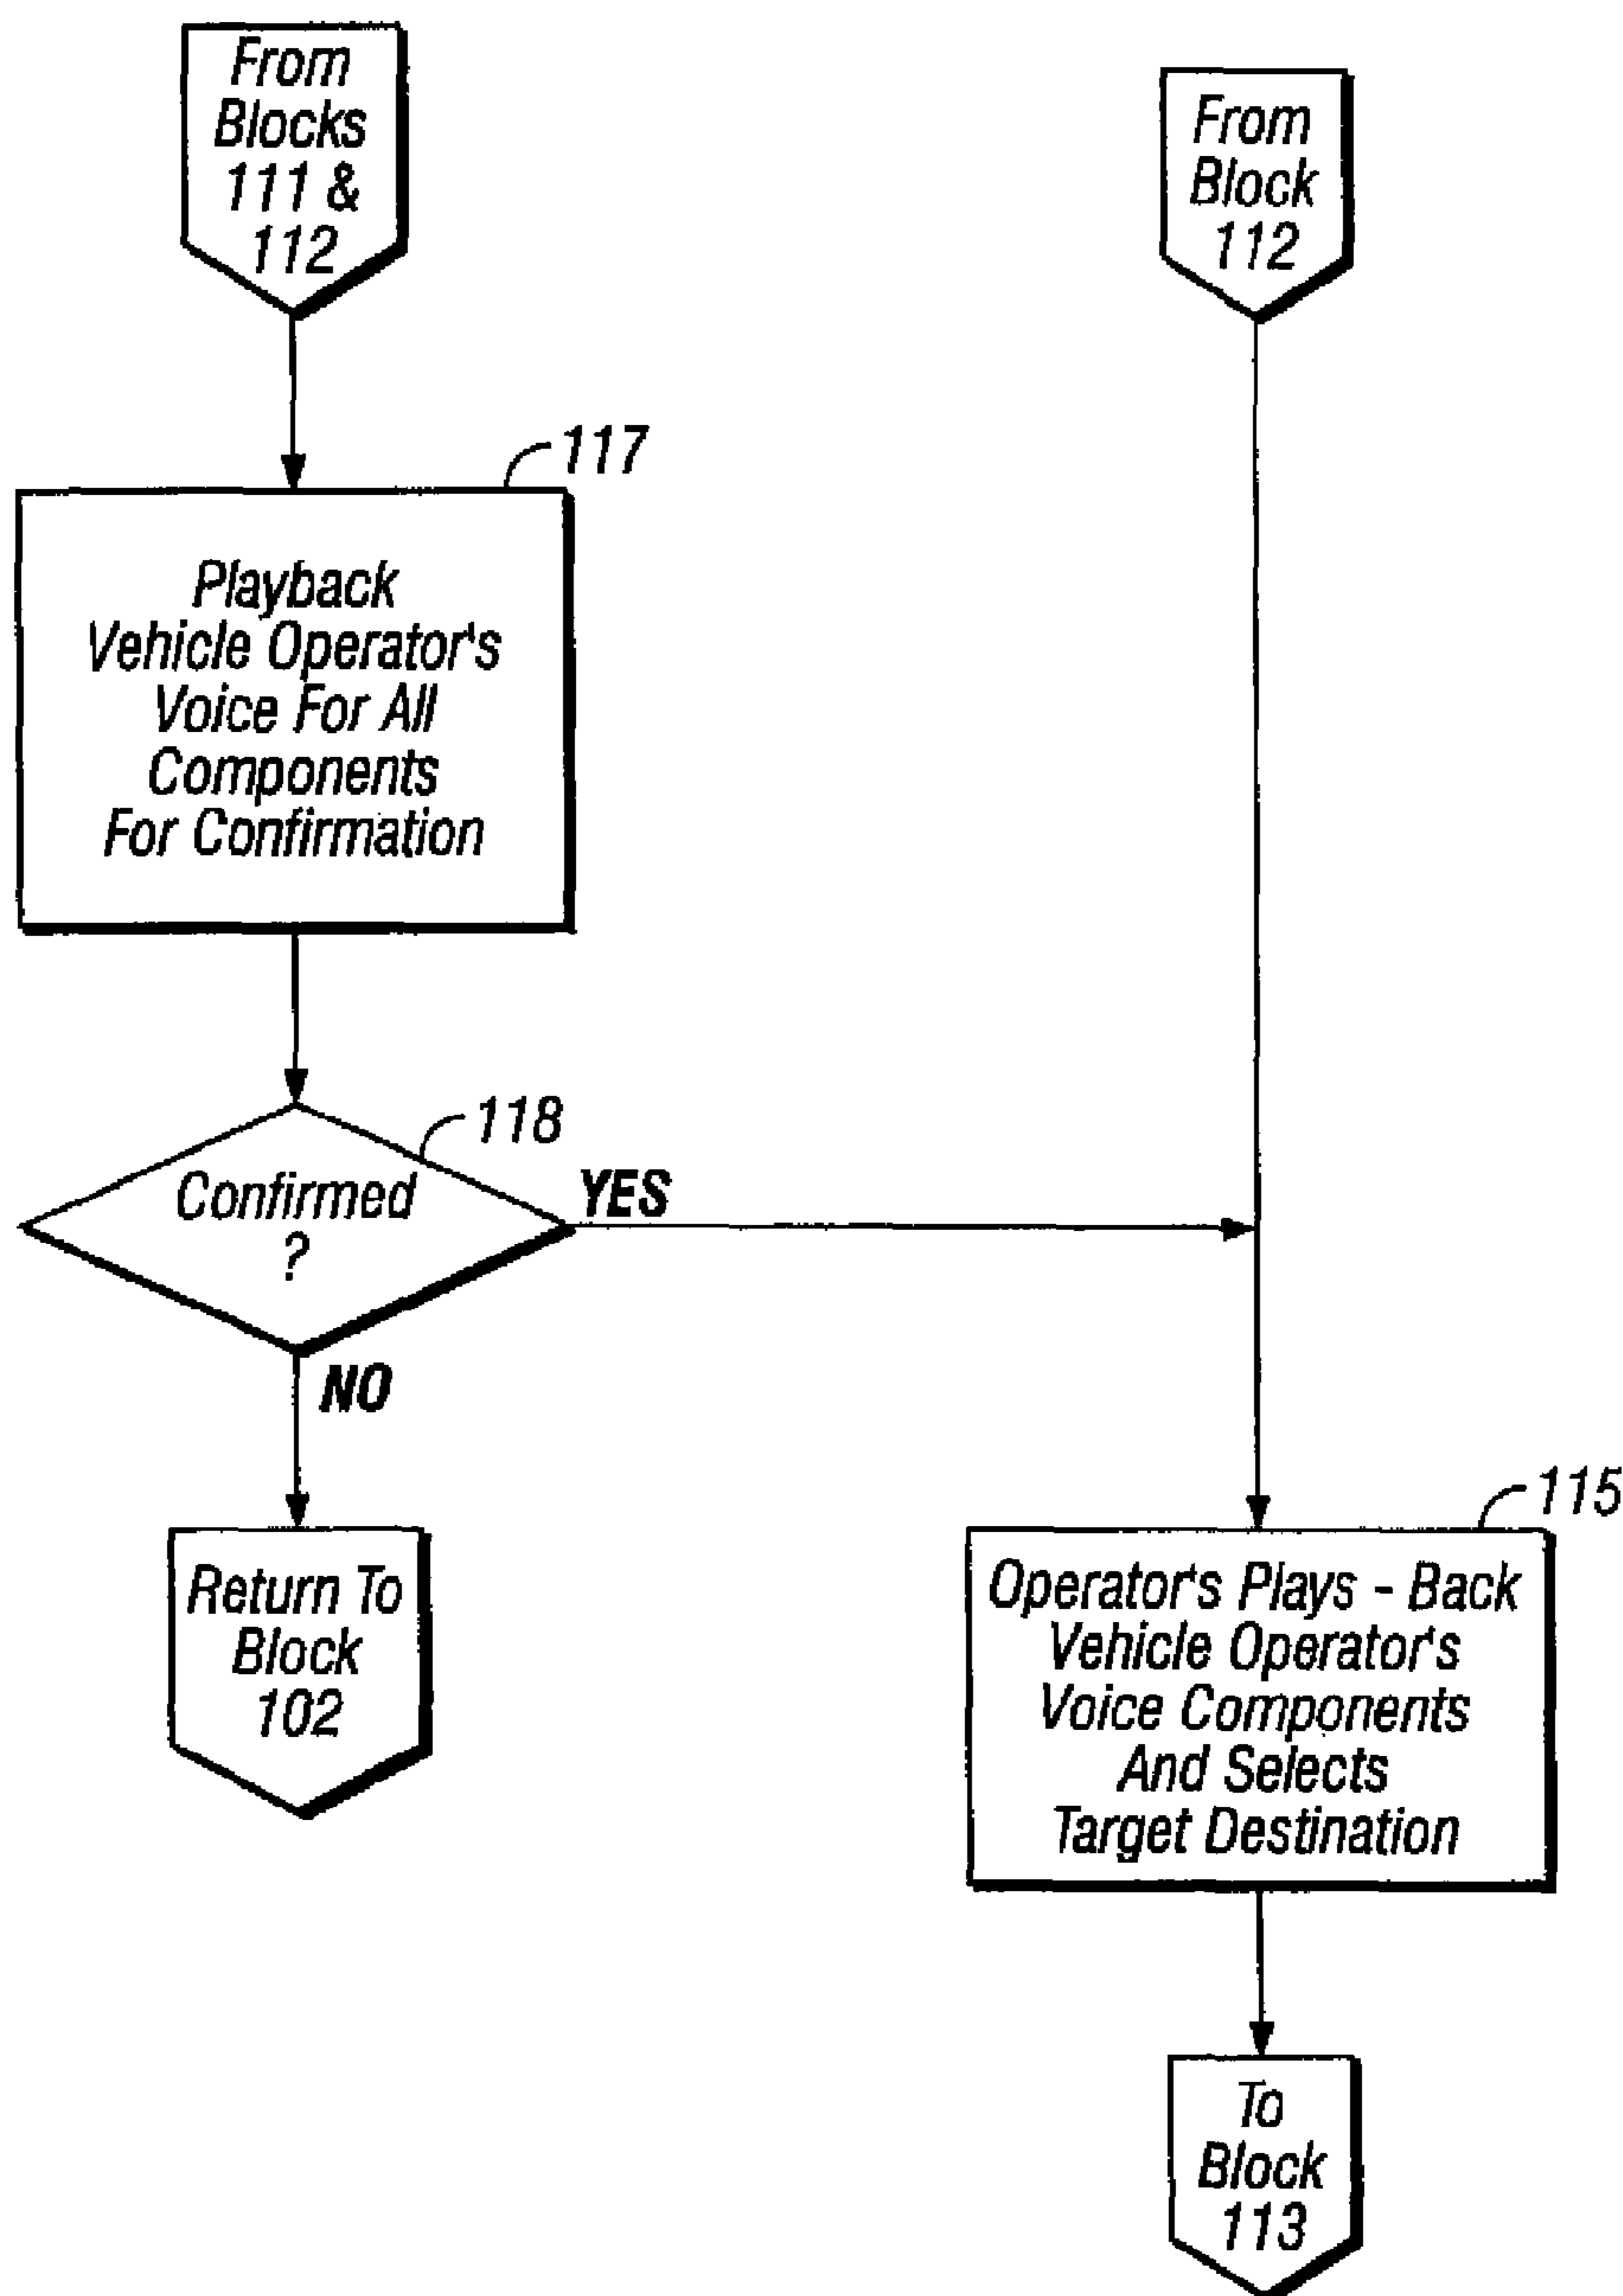 From
Blocks
111 &
112
From
Block
112
117
Playback
Vehicle Operator's
Voice For All
Components
For Confirmation
118
Confirmed
?
YES
NO
Return To
Block
102
115
Operator's Plays - Back
Vehicle Operator's
Voice Components
And Selects
Target Destination
To
Block
113